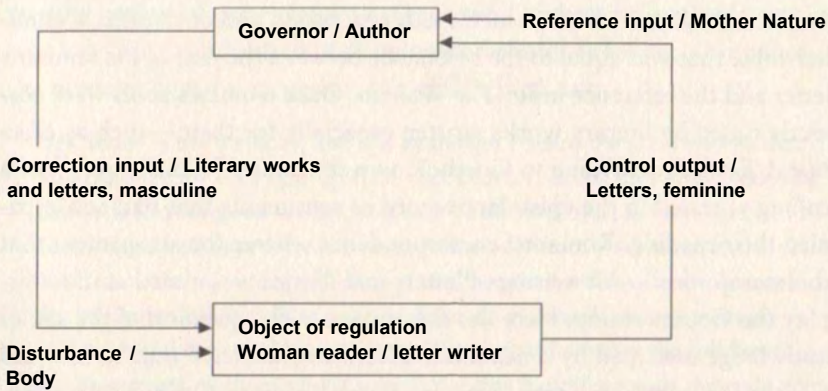 Governor / Author
Reference input / Mother Nature
Correction input / Literary works
and letters, masculine
Control output /
Letters, feminine
Object of regulation
Woman reader / letter writer
Disturbance /
Body